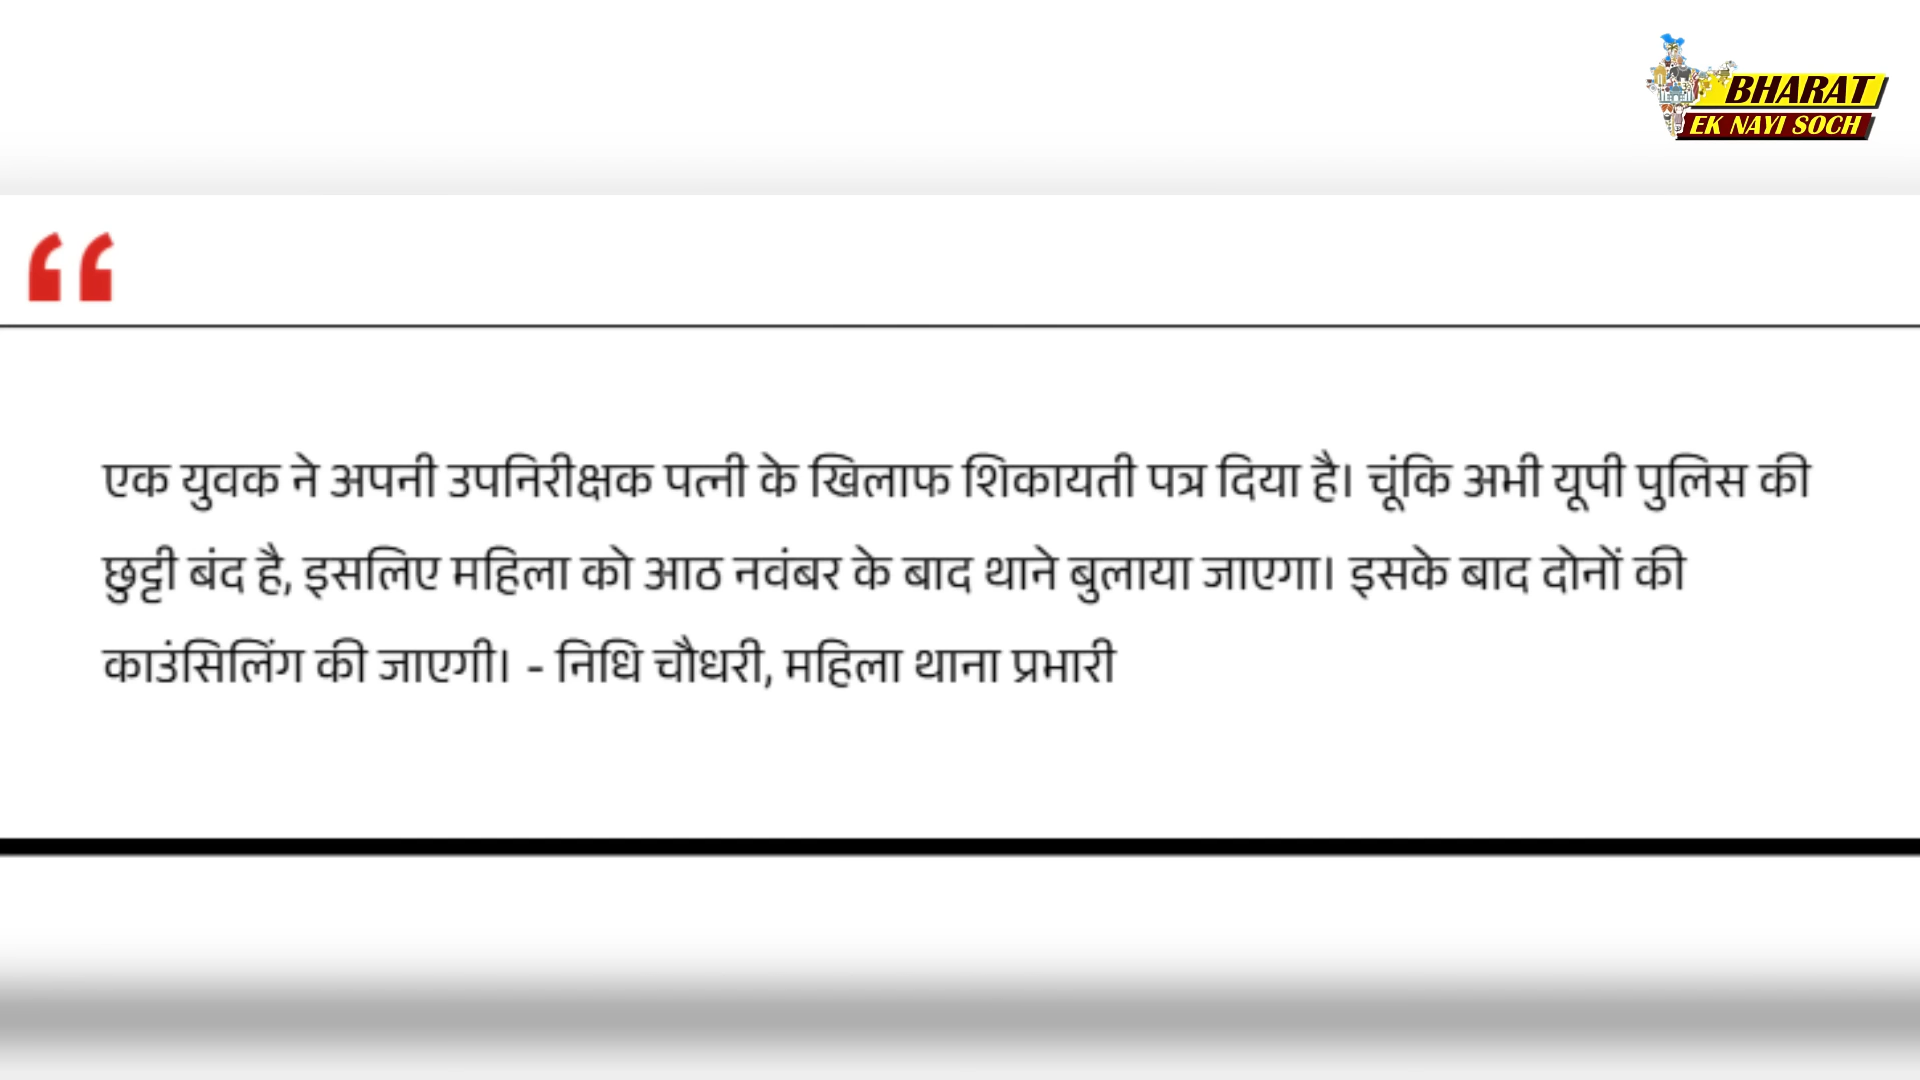 BHARAT
EK NAYI SOCH
“
एक युवक ने अपनी उपनिरीक्षक पत्नी के खिलाफ शिकायती पत्र दिया है। चूंकि अभी यूपी पुलिस की
छुट्टी बंद है, इसलिए महिला को आठ नवंबर के बाद थाने बुलाया जाएगा। इसके बाद दोनों की
काउंसिलिंग की जाएगी। - निधि चौधरी, महिला थाना प्रभारी